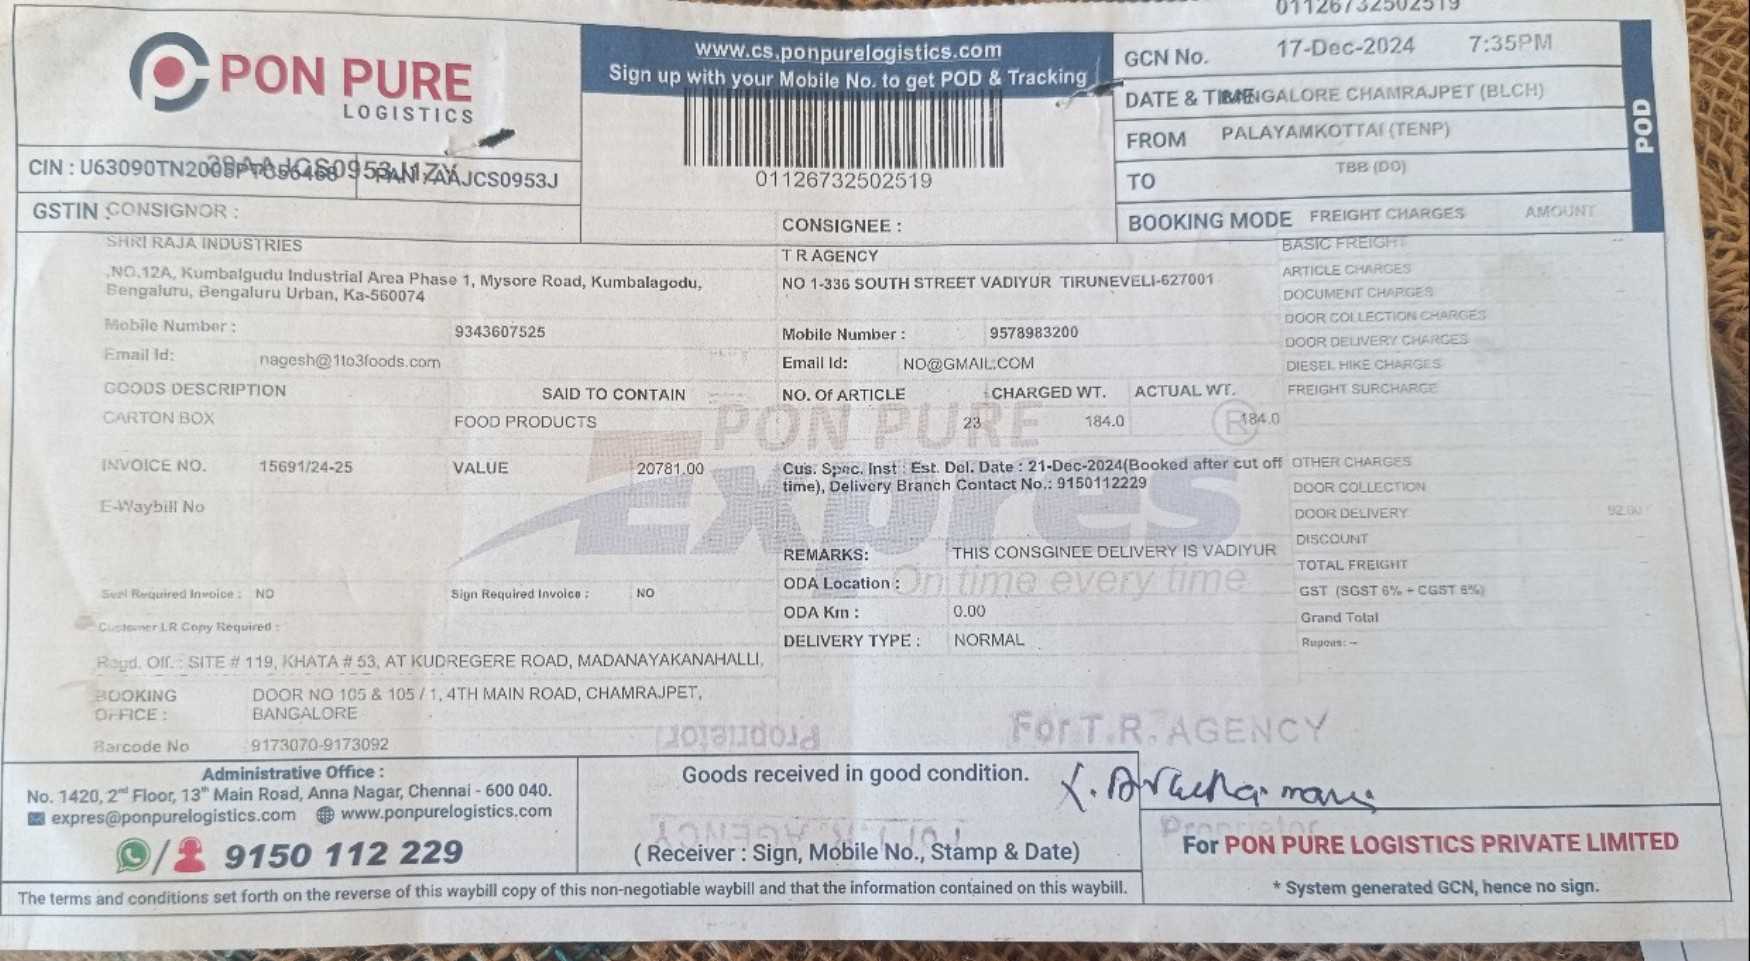 01126732502519
PON PURE
LOGISTICS
www.cs.ponpurelogistics.com
Sign up with your Mobile No. to get POD & Tracking
01126732502519
GCN No. 17-Dec-2024 7:35PM
DATE & TIME BANGALORE CHAMRAJPET (BLCH)
FROM PALAYAMKOTTAI (TENP)
TO TBB (DD)
BOOKING MODE FREIGHT CHARGES AMOUNT
POD
CIN : PAN : AAJCS0953J
GSTIN : CONSIGNOR :
SHRI RAJA INDUSTRIES
,NO.12A, Kumbalgudu Industrial Area Phase 1, Mysore Road, Kumbalagodu,
Bengaluru, Bengaluru Urban, Ka-560074
Mobile Number : 9343607525
Email Id: nagesh@1to3foods.com
CONSIGNEE :
T R AGENCY
NO 1-336 SOUTH STREET VADIYUR TIRUNEVELI-627001
Mobile Number : 9578983200
Email Id: NO@GMAIL.COM
GOODS DESCRIPTION SAID TO CONTAIN NO. Of ARTICLE CHARGED WT. ACTUAL WT.
CARTON BOX FOOD PRODUCTS 23 184.0 184.0
INVOICE NO. 15691/24-25 VALUE 20781.00
Cus. Spec. Inst : Est. Del. Date : 21-Dec-2024(Booked after cut off
time), Delivery Branch Contact No.: 9150112229
E-Waybill No
REMARKS: THIS CONSGINEE DELIVERY IS VADIYUR
ODA Location :
ODA Km : 0.00
DELIVERY TYPE : NORMAL
PON PURE ®
Expres
On time every time
BASIC FREIGHT --
ARTICLE CHARGES
DOCUMENT CHARGES
DOOR COLLECTION CHARGES
DOOR DELIVERY CHARGES
DIESEL HIKE CHARGES
FREIGHT SURCHARGE
OTHER CHARGES
DOOR COLLECTION
DOOR DELIVERY 92.00
DISCOUNT
TOTAL FREIGHT
GST (SGST 6% + CGST 6%)
Grand Total
Rupees: --
Seal Required Invoice : NO Sign Required Invoice : NO
Customer LR Copy Required :
Regd. Off. : SITE # 119, KHATA # 53, AT KUDREGERE ROAD, MADANAYAKANAHALLI,
BOOKING OFFICE : DOOR NO 105 & 105 / 1, 4TH MAIN ROAD, CHAMRAJPET,
BANGALORE
Barcode No 9173070-9173092
Proprietor
For T.R. AGENCY
Administrative Office :
No. 1420, 2nd Floor, 13th Main Road, Anna Nagar, Chennai - 600 040.
expres@ponpurelogistics.com www.ponpurelogistics.com
9150 112 229
Goods received in good condition.
( Receiver : Sign, Mobile No., Stamp & Date)
Proprietor
For PON PURE LOGISTICS PRIVATE LIMITED
* System generated GCN, hence no sign.
The terms and conditions set forth on the reverse of this waybill copy of this non-negotiable waybill and that the information contained on this waybill.